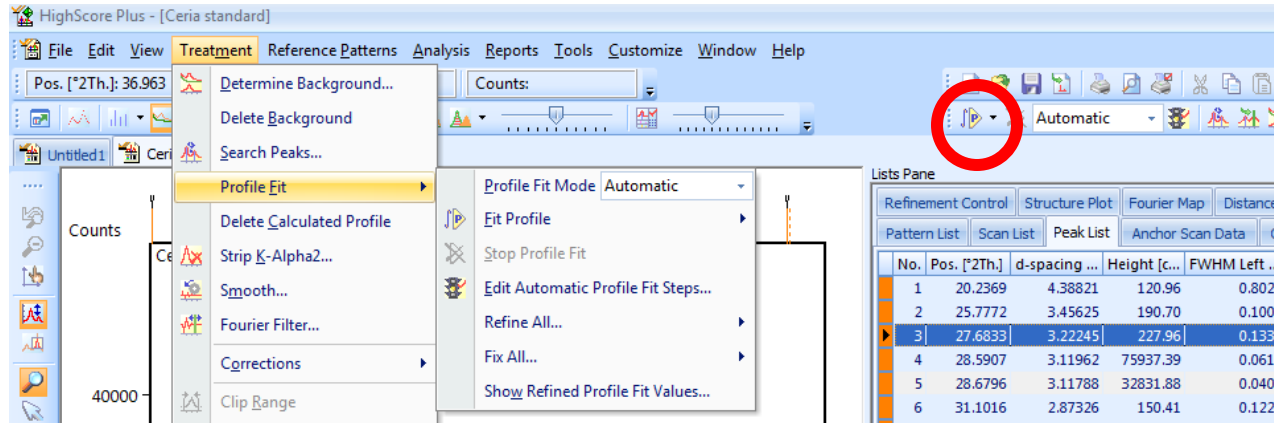 HighScore Plus - [Ceria standard]
File Edit View Treatment Reference Patterns Analysis Reports Tools Customize Window Help
Pos. [°2Th.]: 36.963 Counts:
Automatic
Untitled1
Determine Background...
Delete Background
Search Peaks...
Profile Fit
Delete Calculated Profile
Strip K-Alpha2...
Smooth...
Fourier Filter...
Corrections
Clip Range
Profile Fit Mode Automatic
Fit Profile
Stop Profile Fit
Edit Automatic Profile Fit Steps...
Refine All...
Fix All...
Show Refined Profile Fit Values...
Counts
40000
Lists Pane
Refinement Control Structure Plot Fourier Map
Pattern List Scan List Peak List Anchor Scan Data
No. Pos. [°2Th.] d-spacing ... Height [c... FWHM Left ..
1 20.2369 4.38821 120.96 0.802
2 25.7772 3.45625 190.70 0.100
3 27.6833 3.22245 227.96 0.133
4 28.5907 3.11962 75937.39 0.061
5 28.6796 3.11788 32831.88 0.040
6 31.1016 2.87326 150.41 0.122